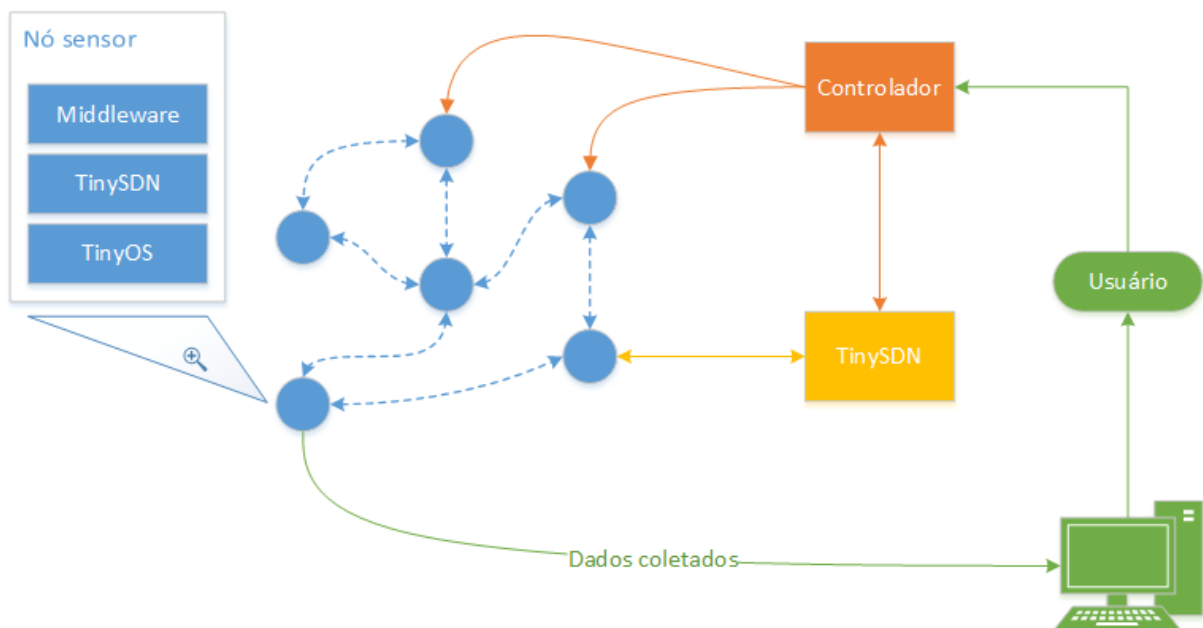 Nó sensor
Middleware
TinySDN
TinyOS
Controlador
Usuário
TinySDN
Dados coletados